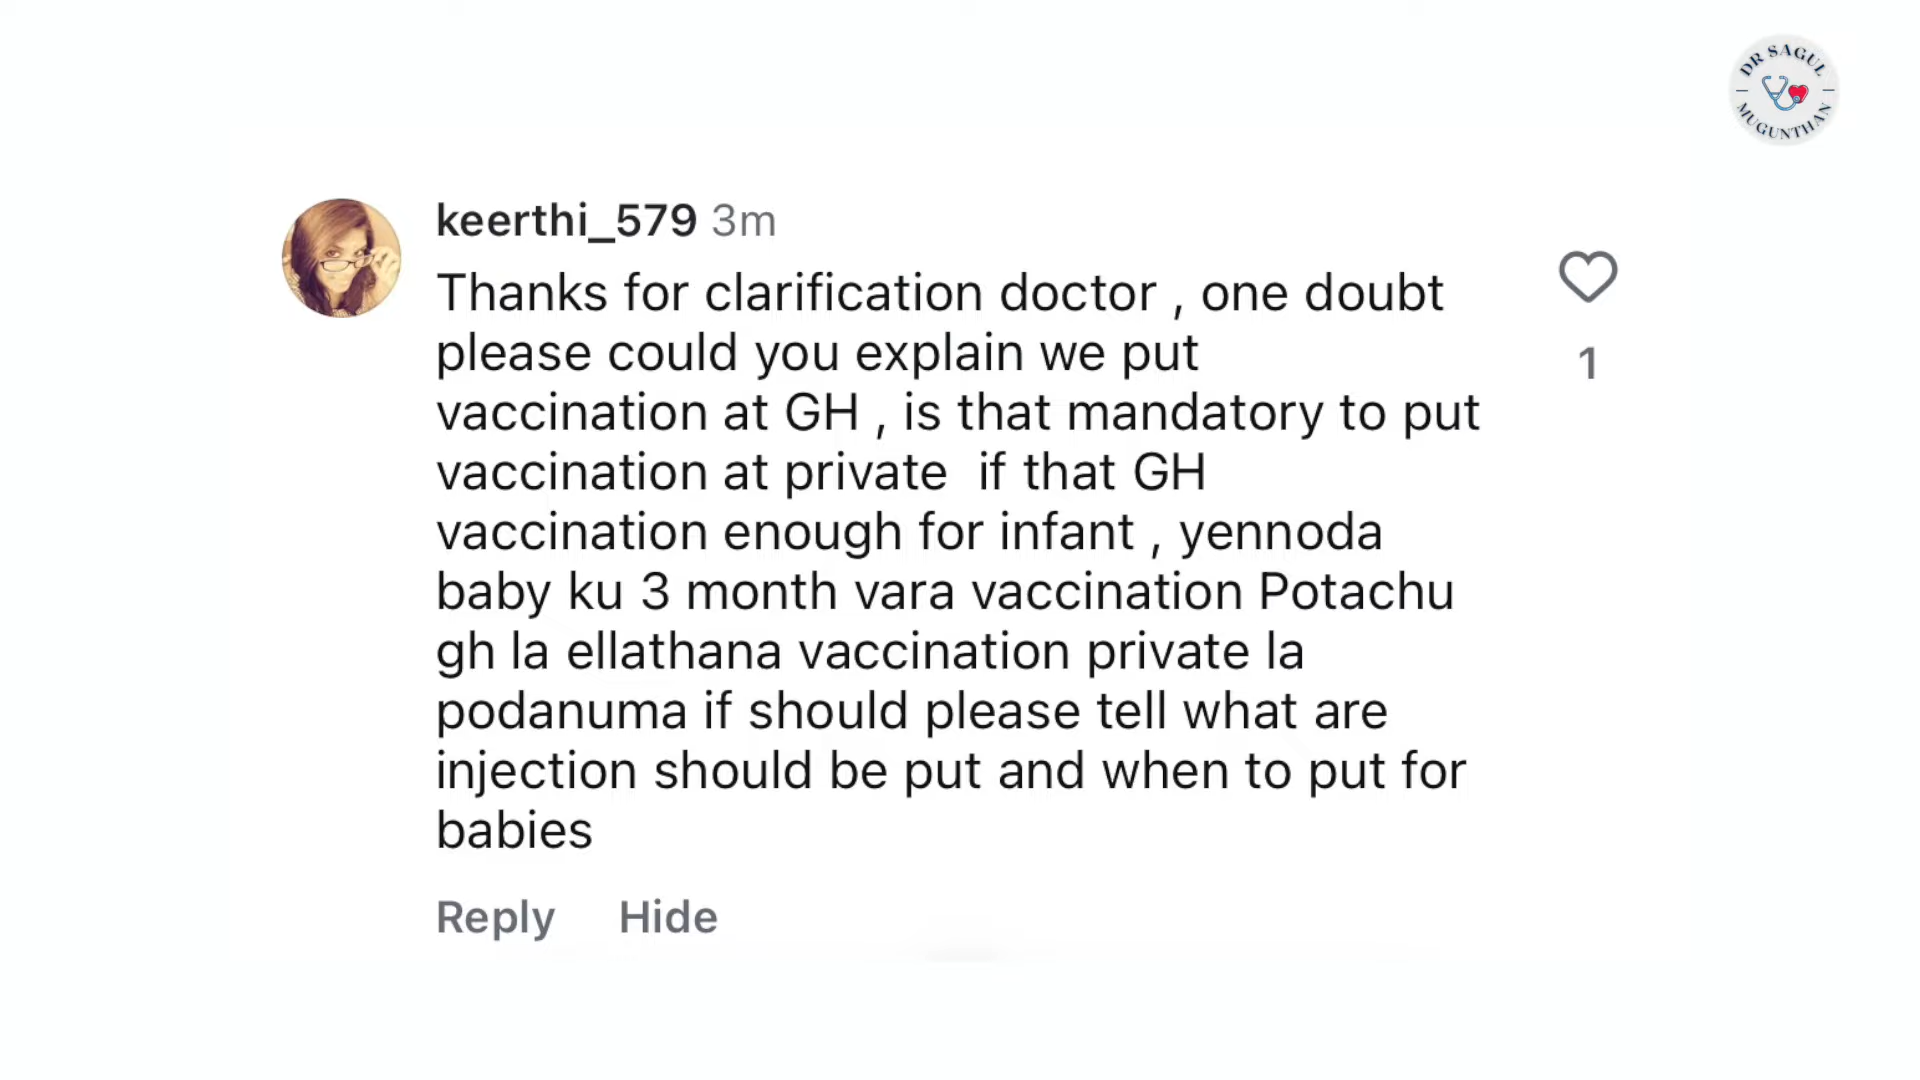 DR SAGUL
MUGUNTHAN
keerthi_579 3m
Thanks for clarification doctor , one doubt
please could you explain we put
vaccination at GH , is that mandatory to put
vaccination at private  if that GH
vaccination enough for infant , yennoda
baby ku 3 month vara vaccination Potachu
gh la ellathana vaccination private la
podanuma if should please tell what are
injection should be put and when to put for
babies
1
Reply Hide